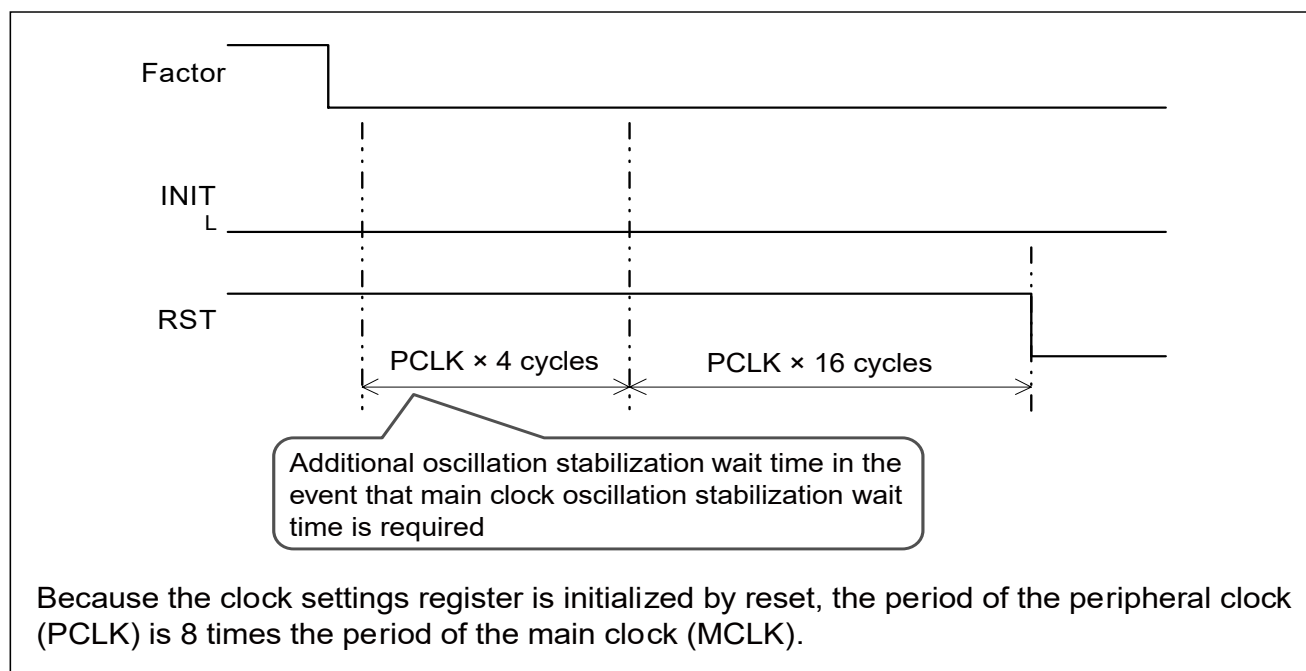 Factor
INIT
L
RST
PCLK × 4 cycles
PCLK × 16 cycles
Additional oscillation stabilization wait time in the
event that main clock oscillation stabilization wait
time is required
Because the clock settings register is initialized by reset, the period of the peripheral clock
(PCLK) is 8 times the period of the main clock (MCLK).